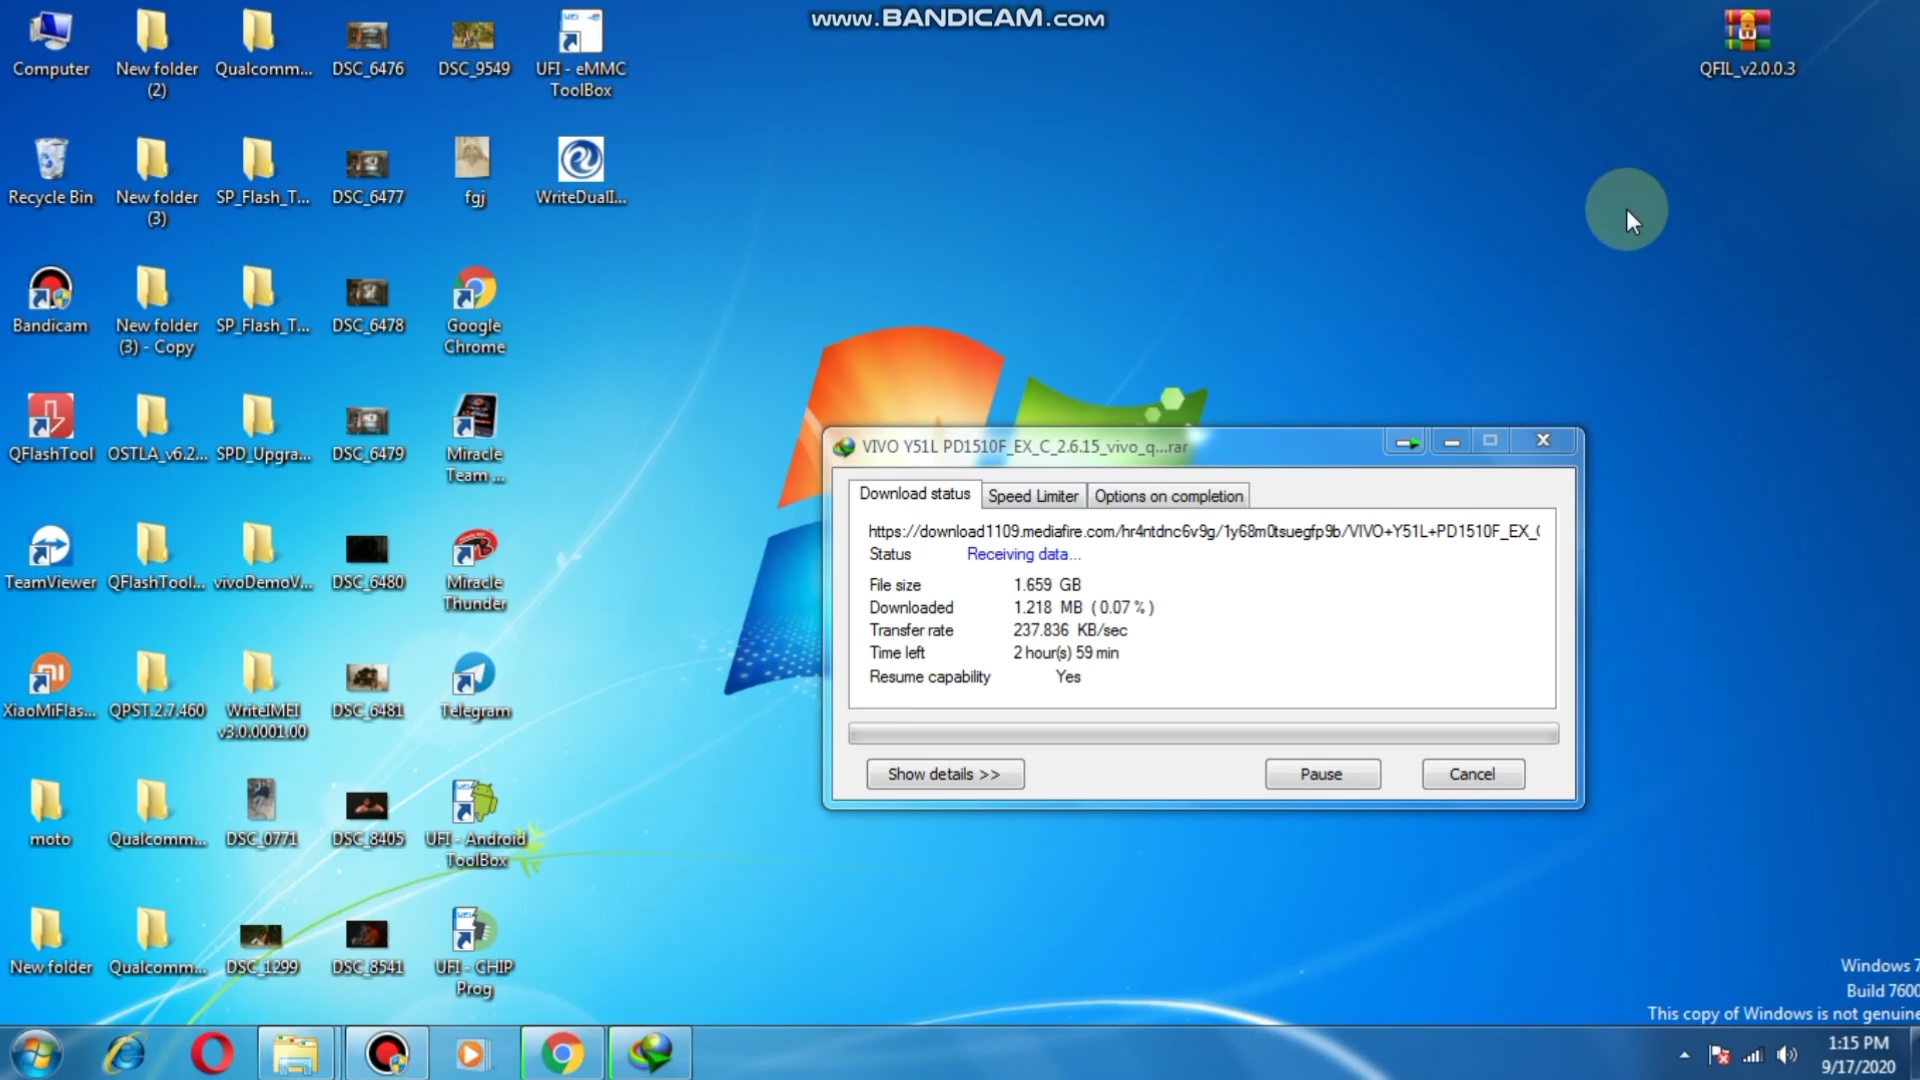 www.BANDICAM.com
Computer
New folder
(2)
Qualcomm...
DSC_6476
DSC_9549
UFI - eMMC
ToolBox
QFIL_v2.0.0.3
Recycle Bin
New folder
(3)
SP_Flash_T...
DSC_6477
fgj
WriteDualI...
Bandicam
New folder
(3) - Copy
SP_Flash_T...
DSC_6478
Google
Chrome
QFlashTool
OSTLA_v6.2...
SPD_Upgra...
DSC_6479
Miracle
Team ...
TeamViewer
QFlashTool...
vivoDemoV...
DSC_6480
Miracle
Thunder
XiaoMiFlas...
QPST.2.7.460
WriteIMEI
v3.0.0001.00
DSC_6481
Telegram
moto
Qualcomm...
DSC_0771
DSC_8405
UFI - Android
ToolBox
New folder
Qualcomm...
DSC_1299
DSC_8541
UFI - CHIP
Prog
VIVO Y51L PD1510F_EX_C_2.6.15_vivo_q...rar
Download status
Speed Limiter
Options on completion
https://download1109.mediafire.com/hr4ntdnc6v9g/1y68m0tsuegfp9b/VIVO+Y51L+PD1510F_EX_(
Status Receiving data...
File size 1.659 GB
Downloaded 1.218 MB ( 0.07 % )
Transfer rate 237.836 KB/sec
Time left 2 hour(s) 59 min
Resume capability Yes
Show details >>
Pause
Cancel
Windows 7
Build 7600
This copy of Windows is not genuine
1:15 PM
9/17/2020